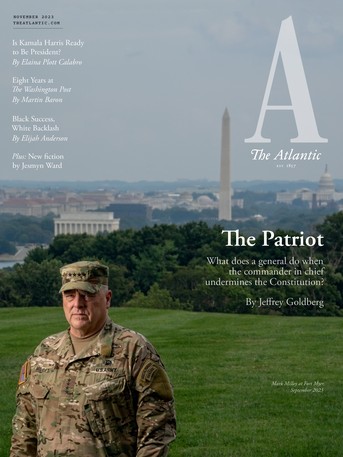 NOVEMBER 2023
THEATLANTIC.COM
Is Kamala Harris Ready
to Be President?
By Elaina Plott Calabro
Eight Years at
The Washington Post
By Martin Baron
Black Success,
White Backlash
By Elijah Anderson
Plus: New fiction
by Jesmyn Ward
A
The Atlantic
EST. 1857
The Patriot
What does a general do when
the commander in chief
undermines the Constitution?
By Jeffrey Goldberg
Mark Milley at Fort Myer,
September 2023
U.S. ARMY